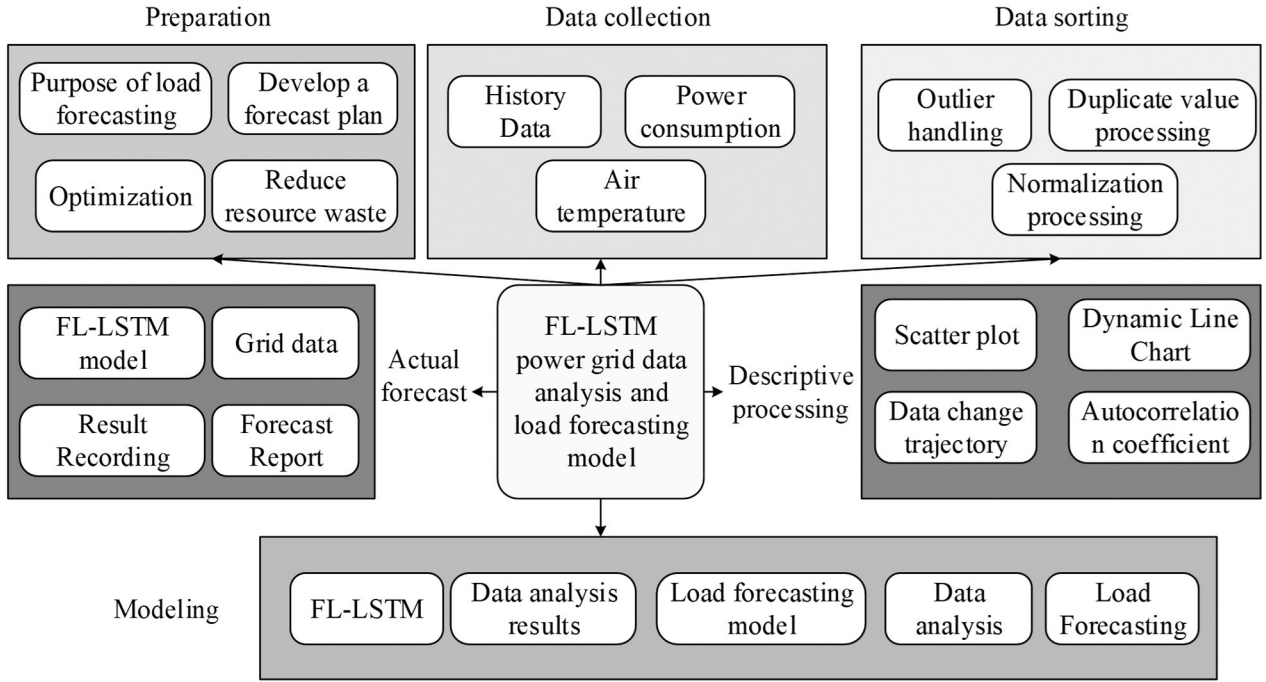 Preparation
Purpose of load
forecasting
Develop a
forecast plan
Optimization
Reduce
resource waste
Data collection
History
Data
Power
consumption
Air
temperature
Data sorting
Outlier
handling
Duplicate value
processing
Normalization
processing
FL-LSTM
model
Grid data
Result
Recording
Forecast
Report
Actual
forecast
FL-LSTM
power grid data
analysis and
load forecasting
model
Descriptive
processing
Scatter plot
Dynamic Line
Chart
Data change
trajectory
Autocorrelatio
n coefficient
Modeling
FL-LSTM
Data analysis
results
Load forecasting
model
Data
analysis
Load
Forecasting